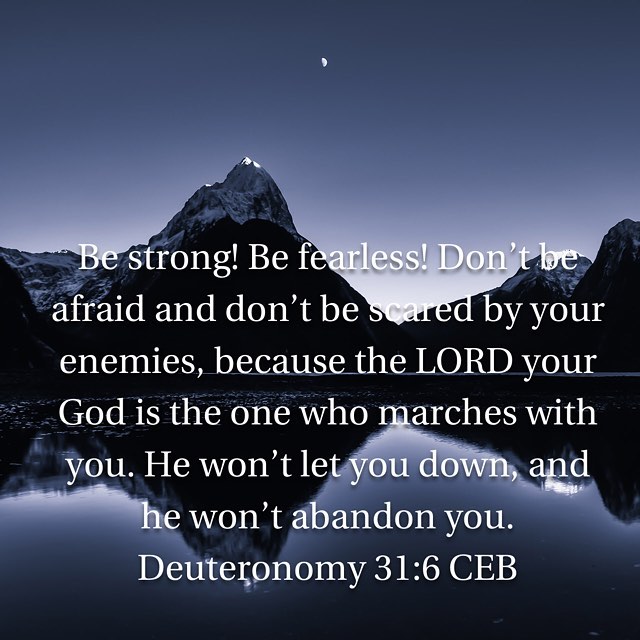 Be strong! Be fearless! Don’t be
afraid and don’t be scared by your
enemies, because the LORD your
God is the one who marches with
you. He won’t let you down, and
he won’t abandon you.
Deuteronomy 31:6 CEB